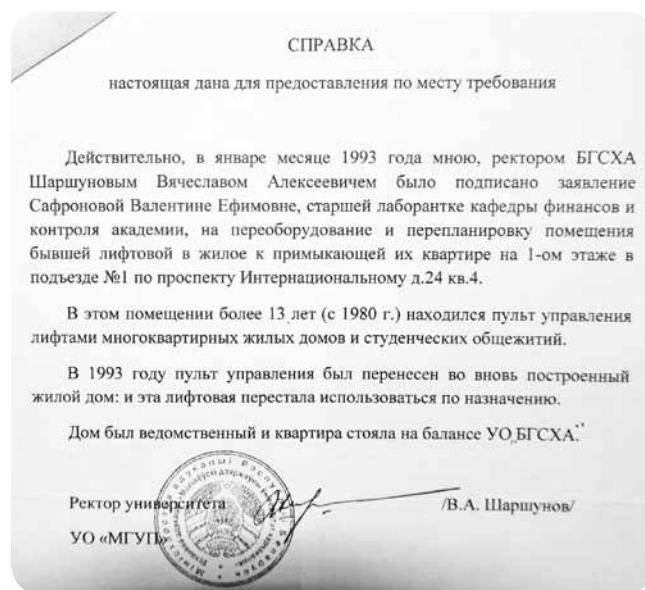 СПРАВКА
настоящая дана для предоставления по месту требования
Действительно, в январе месяце 1993 года мною, ректором БГСХА
Шаршуновым Вячеславом Алексеевичем было подписано заявление
Сафроновой Валентине Ефимовне, старшей лаборантке кафедры финансов и
контроля академии, на переоборудование и перепланировку помещения
бывшей лифтовой в жилое к примыкающей их квартире на 1-ом этаже в
подъезде №1 по проспекту Интернациональному д.24 кв.4.
В этом помещении более 13 лет (с 1980 г.) находился пульт управления
лифтами многоквартирных жилых домов и студенческих общежитий.
В 1993 году пульт управления был перенесен во вновь построенный
жилой дом: и эта лифтовая перестала использоваться по назначению.
Дом был ведомственный и квартира стояла на балансе УО„БГСХА."
Ректор университета /В.А. Шаршунов/
УО «МГУП»